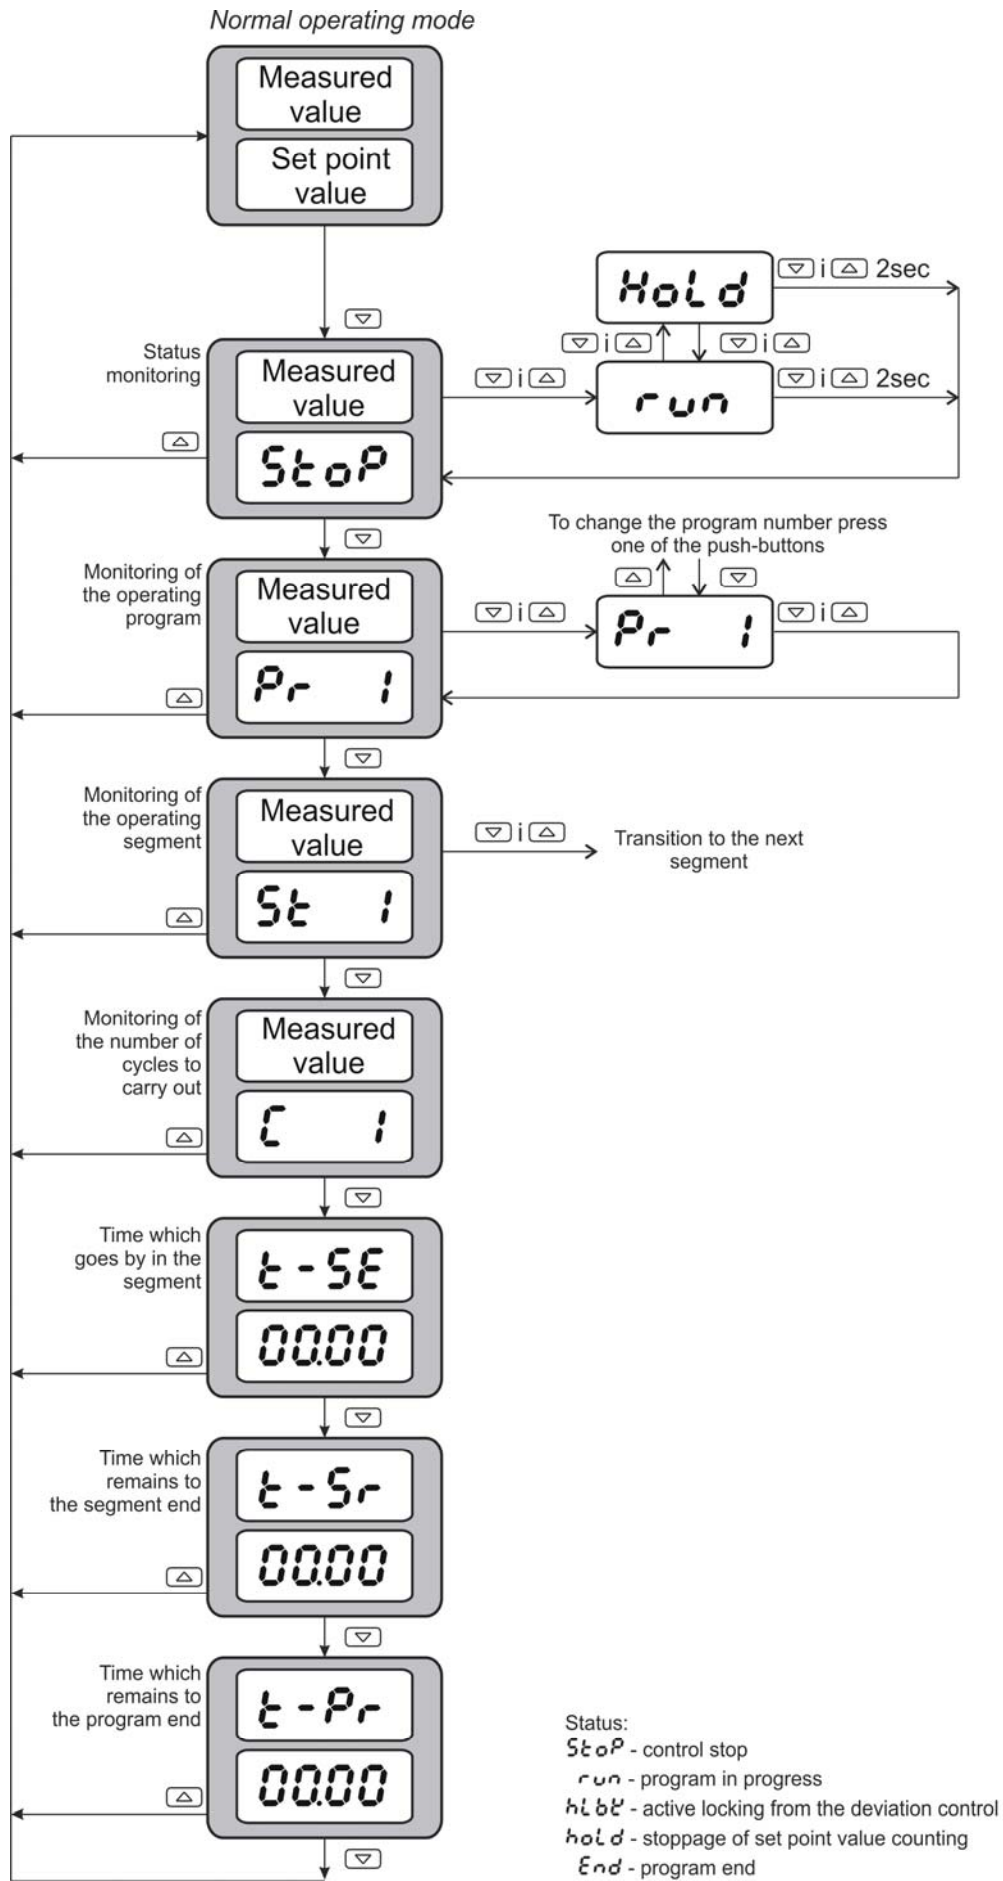 Normal operating mode
Measured
value
Set point
value
HoLd
i 2sec
i
i
Status
monitoring
Measured
value
i
run
i 2sec
StoP
To change the program number press
one of the push-buttons
Monitoring of
the operating
program
Measured
value
i
Pr 1
i
Pr 1
Monitoring of
the operating
segment
Measured
value
i
Transition to the next
segment
St 1
Monitoring of
the number of
cycles to
carry out
Measured
value
C 1
Time which
goes by in the
segment
t-SE
00.00
Time which
remains to
the segment end
t-Sr
00.00
Time which
remains to
the program end
t-Pr
00.00
Status:
StoP - control stop
run - program in progress
- active locking from the deviation control
hoLd - stoppage of set point value counting
End - program end